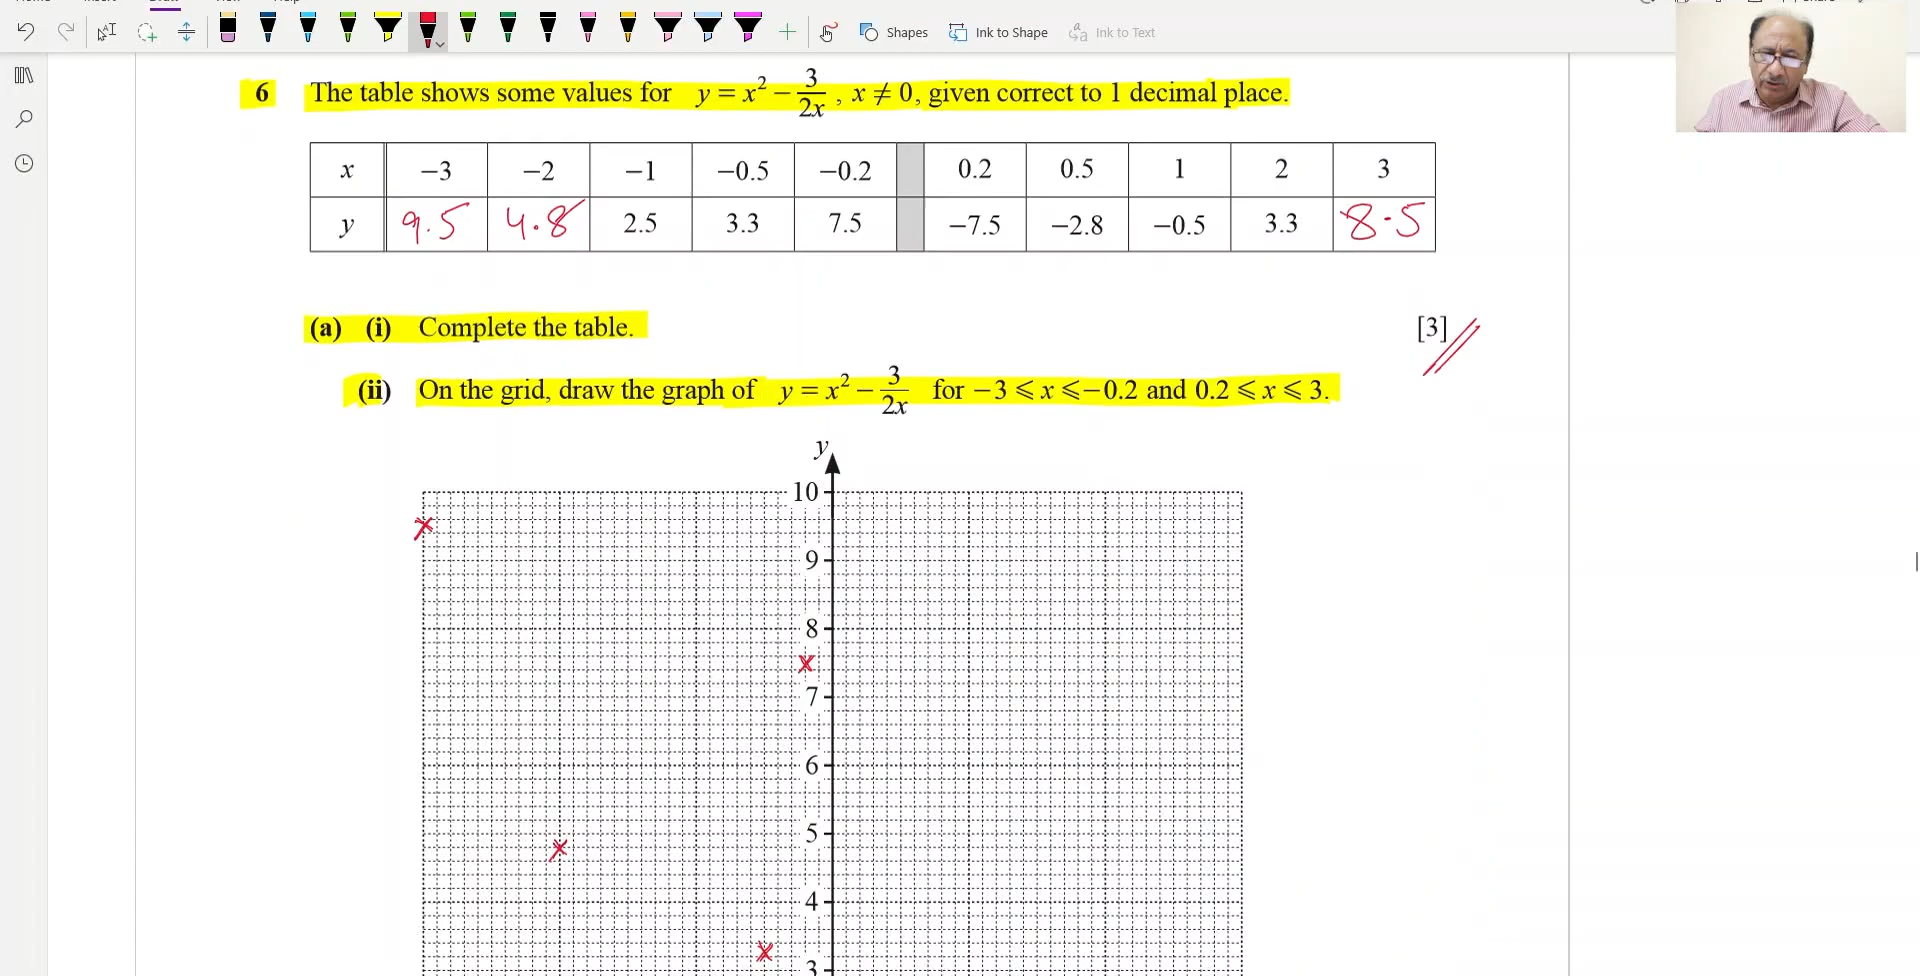 Shapes Ink to Shape Ink to Text
6 The table shows some values for y = x² − 3/2x , x ≠ 0, given correct to 1 decimal place.
x −3 −2 −1 −0.5 −0.2 0.2 0.5 1 2 3
y 9.5 4.8 2.5 3.3 7.5 −7.5 −2.8 −0.5 3.3 8.5
(a) (i) Complete the table. [3]
(ii) On the grid, draw the graph of y = x² − 3/2x for −3 ⩽ x ⩽ −0.2 and 0.2 ⩽ x ⩽ 3.
y
10
9
8
7
6
5
4
3